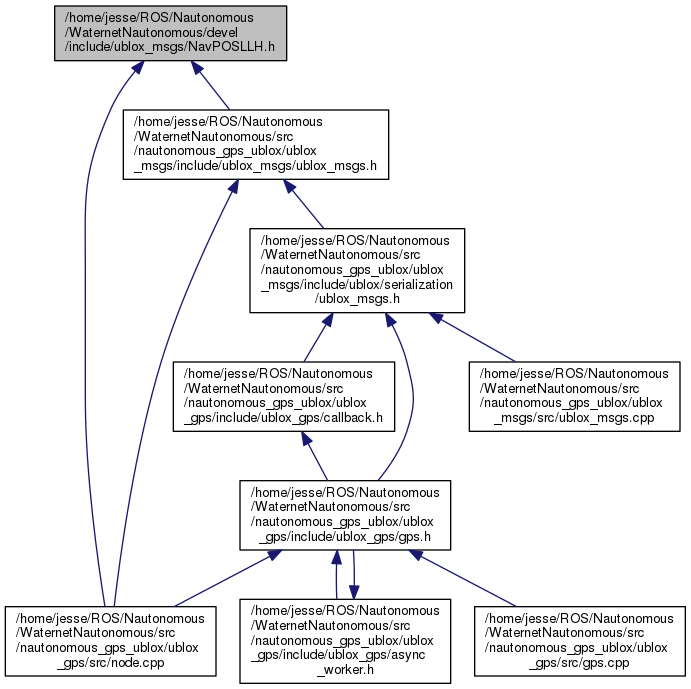 /home/jesse/ROS/Nautonomous
/WaternetNautonomous/devel
/include/ublox_msgs/NavPOSLLH.h
/home/jesse/ROS/Nautonomous
/WaternetNautonomous/src
/nautonomous_gps_ublox/ublox
_msgs/include/ublox_msgs/ublox_msgs.h
/home/jesse/ROS/Nautonomous
/WaternetNautonomous/src
/nautonomous_gps_ublox/ublox
_msgs/include/ublox/serialization
/ublox_msgs.h
/home/jesse/ROS/Nautonomous
/WaternetNautonomous/src
/nautonomous_gps_ublox/ublox
_gps/include/ublox_gps/callback.h
/home/jesse/ROS/Nautonomous
/WaternetNautonomous/src
/nautonomous_gps_ublox/ublox
_msgs/src/ublox_msgs.cpp
/home/jesse/ROS/Nautonomous
/WaternetNautonomous/src
/nautonomous_gps_ublox/ublox
_gps/include/ublox_gps/gps.h
/home/jesse/ROS/Nautonomous
/WaternetNautonomous/src
/nautonomous_gps_ublox/ublox
_gps/src/node.cpp
/home/jesse/ROS/Nautonomous
/WaternetNautonomous/src
/nautonomous_gps_ublox/ublox
_gps/include/ublox_gps/async
_worker.h
/home/jesse/ROS/Nautonomous
/WaternetNautonomous/src
/nautonomous_gps_ublox/ublox
_gps/src/gps.cpp